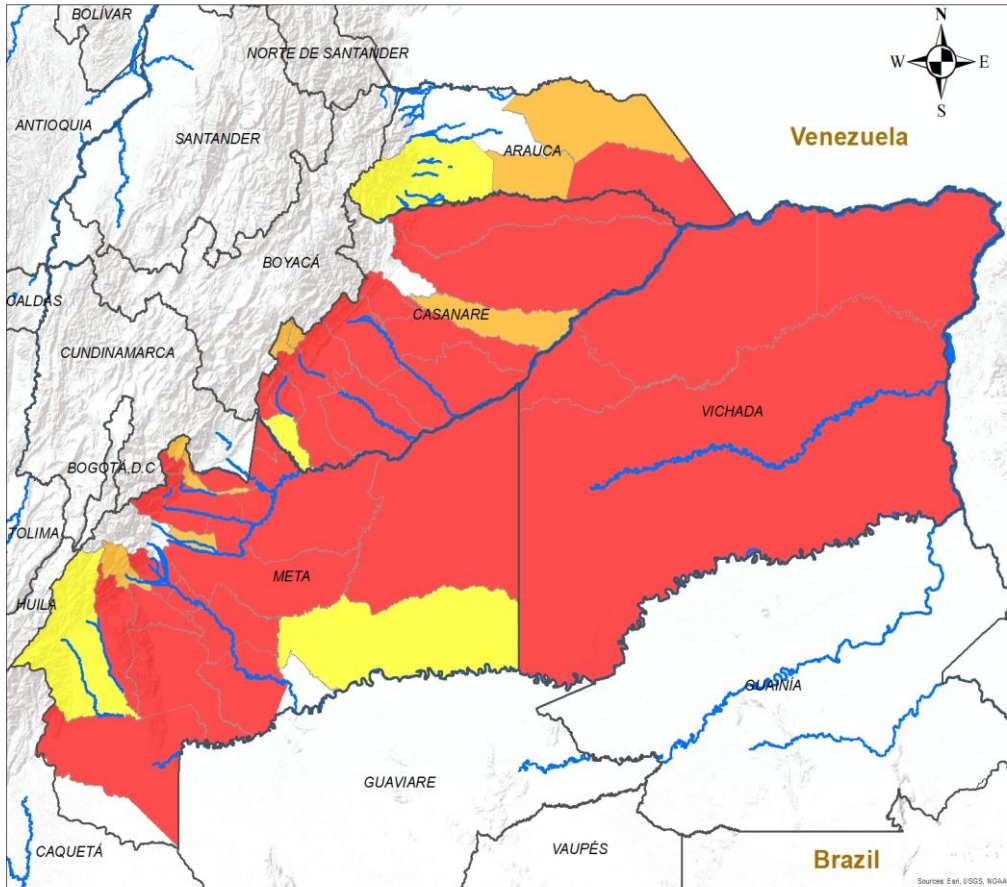 BOLÍVAR
N
NORTE DE SANTANDER
W
E
S
ANTIOQUIA
SANTANDER
ARAUCA
Venezuela
BOYACÁ
CALDAS
CASANARE
CUNDINAMARCA
VICHADA
BOGOTÁ, D.C
TOLIMA
META
HUILA
GUAINÍA
GUAVIARE
CAQUETÁ
VAUPÉS
Brazil
Sources: Esri, USGS, NOAA